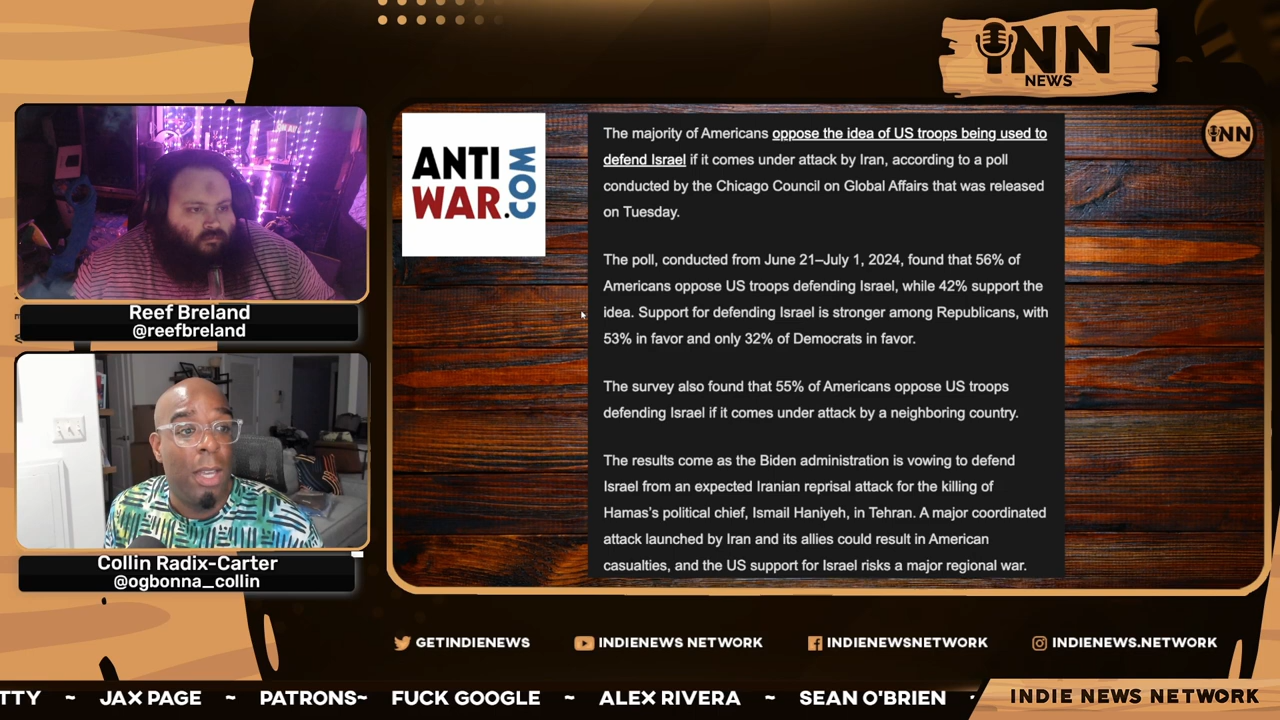 iNN
NEWS
iNN
ANTI
WAR.COM
The majority of Americans oppose the idea of US troops being used to
defend Israel if it comes under attack by Iran, according to a poll
conducted by the Chicago Council on Global Affairs that was released
on Tuesday.
The poll, conducted from June 21–July 1, 2024, found that 56% of
Americans oppose US troops defending Israel, while 42% support the
idea. Support for defending Israel is stronger among Republicans, with
53% in favor and only 32% of Democrats in favor.
The survey also found that 55% of Americans oppose US troops
defending Israel if it comes under attack by a neighboring country.
The results come as the Biden administration is vowing to defend
Israel from an expected Iranian reprisal attack for the killing of
Hamas's political chief, Ismail Haniyeh, in Tehran. A major coordinated
attack launched by Iran and its allies could result in American
casualties, and the US support for Israel risks a major regional war.
Reef Breland
@reefbreland
Collin Radix-Carter
@ogbonna_collin
GETINDIENEWS INDIENEWS NETWORK INDIENEWSNETWORK INDIENEWS.NETWORK
TTY ~ JAX PAGE ~ PATRONS~ FUCK GOOGLE ~ ALEX RIVERA ~ SEAN O'BRIEN
INDIE NEWS NETWORK